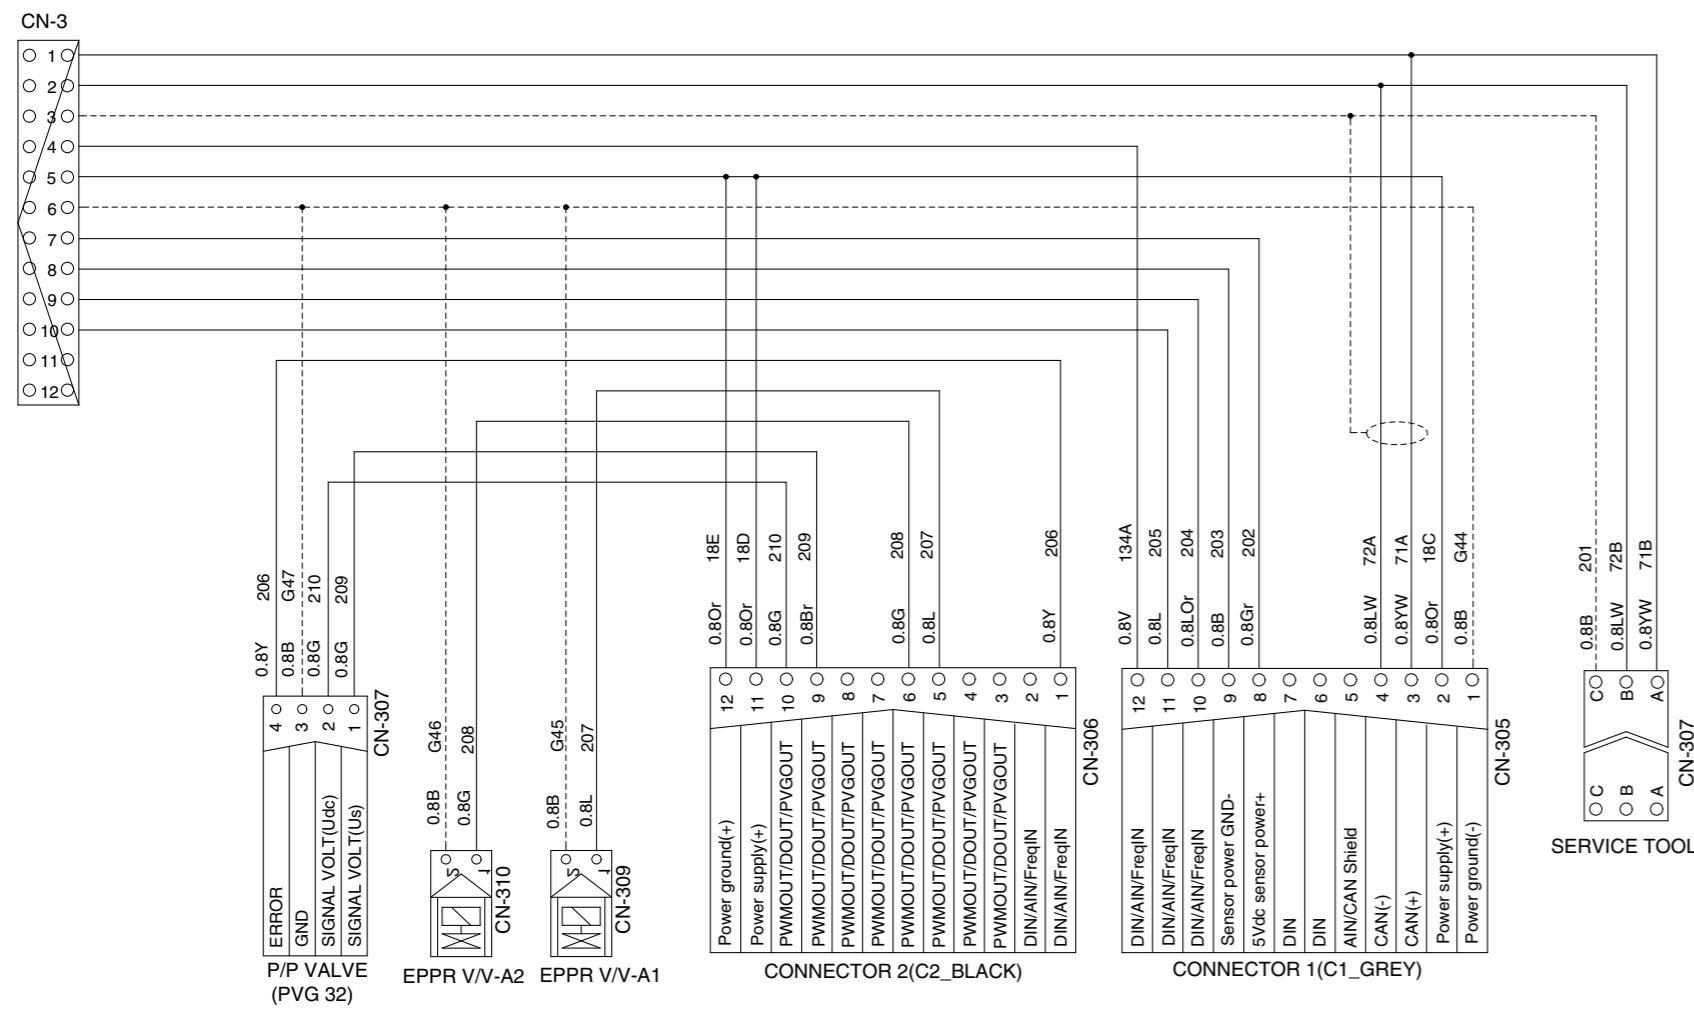 CN-3
1
2
3
4
5
6
7
8
9
10
11
12
206
G47
210
209
0.8Y
0.8B
0.8G
0.8G
4
3
2
1
CN-307
ERROR
GND
SIGNAL VOLT(Udc)
SIGNAL VOLT(Us)
P/P VALVE
(PVG 32)
G46
208
0.8B
0.8G
2
1
CN-310
EPPR V/V-A2
G45
207
0.8B
0.8L
2
1
CN-309
EPPR V/V-A1
18E
18D
210
209
208
207
206
0.8Or
0.8Or
0.8G
0.8Br
0.8G
0.8L
0.8Y
12
11
10
9
8
7
6
5
4
3
2
1
CN-306
Power ground(+)
Power supply(+)
PWMOUT/DOUT/PVGOUT
PWMOUT/DOUT/PVGOUT
PWMOUT/DOUT/PVGOUT
PWMOUT/DOUT/PVGOUT
PWMOUT/DOUT/PVGOUT
PWMOUT/DOUT/PVGOUT
PWMOUT/DOUT/PVGOUT
PWMOUT/DOUT/PVGOUT
DIN/AIN/FreqIN
DIN/AIN/FreqIN
CONNECTOR 2(C2_BLACK)
134A
205
204
203
202
72A
71A
18C
G44
0.8V
0.8L
0.8LOr
0.8B
0.8Gr
0.8LW
0.8YW
0.8Or
0.8B
12
11
10
9
8
7
6
5
4
3
2
1
CN-305
DIN/AIN/FreqIN
DIN/AIN/FreqIN
DIN/AIN/FreqIN
Sensor power GND-
5Vdc sensor power+
DIN
DIN
AIN/CAN Shield
CAN(-)
CAN(+)
Power supply(+)
Power ground(-)
CONNECTOR 1(C1_GREY)
201
72B
71B
0.8B
0.8LW
0.8YW
C
B
A
C
B
A
CN-307
SERVICE TOOL